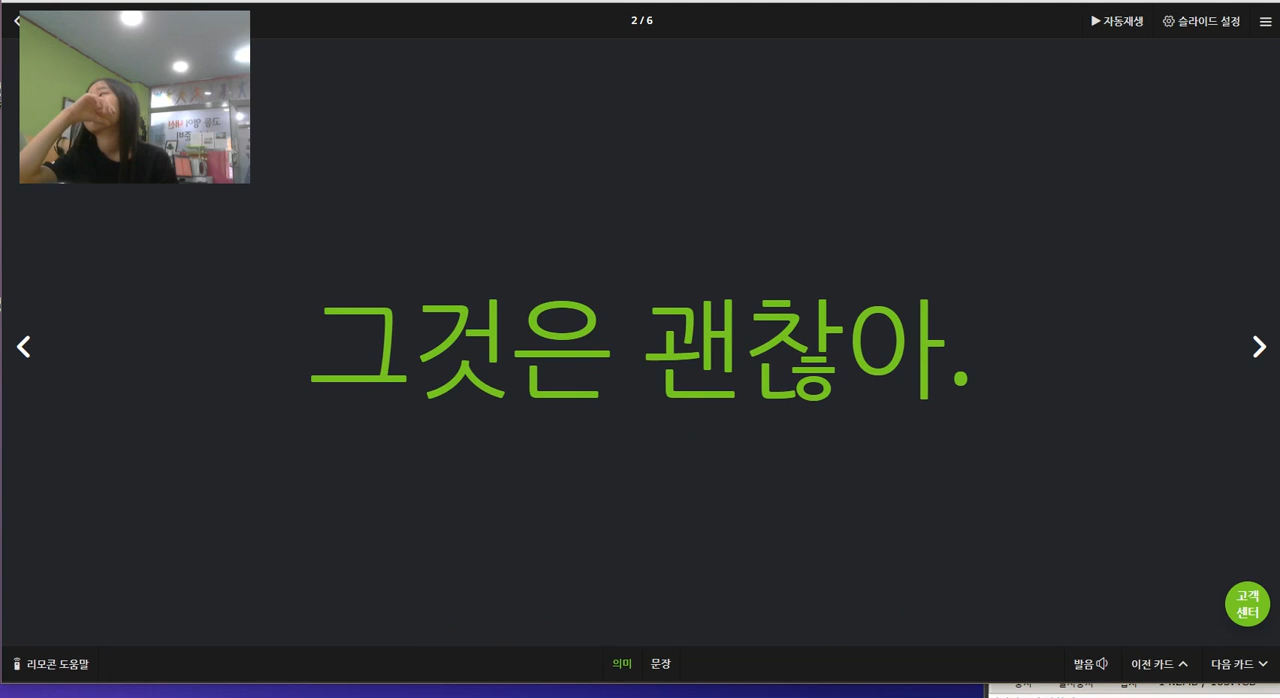 2 / 6
자동재생
슬라이드 설정
그것은 괜찮아.
고객
센터
리모콘 도움말
의미
문장
발음
이전 카드
다음 카드